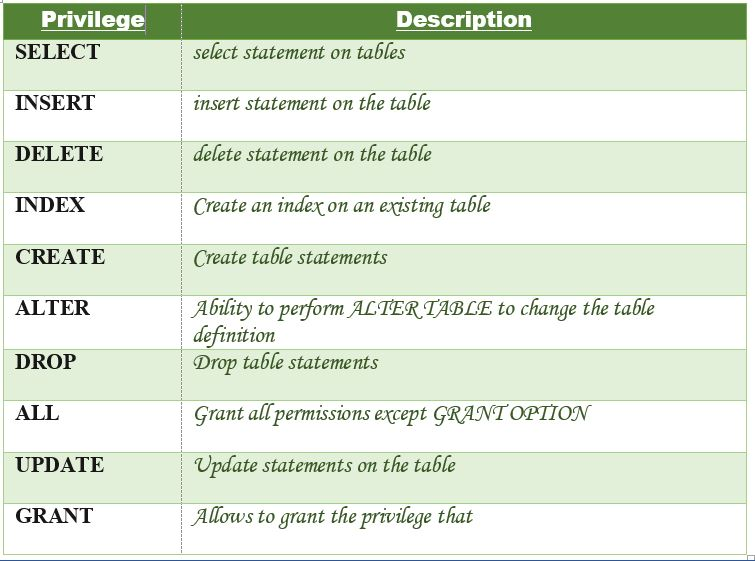 Privilege Description
SELECT select statement on tables
INSERT insert statement on the table
DELETE delete statement on the table
INDEX Create an index on an existing table
CREATE Create table statements
ALTER Ability to perform ALTER TABLE to change the table
definition
DROP Drop table statements
ALL Grant all permissions except GRANT OPTION
UPDATE Update statements on the table
GRANT Allows to grant the privilege that